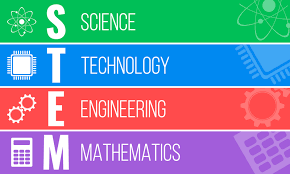 S SCIENCE
T TECHNOLOGY
E ENGINEERING
M MATHEMATICS